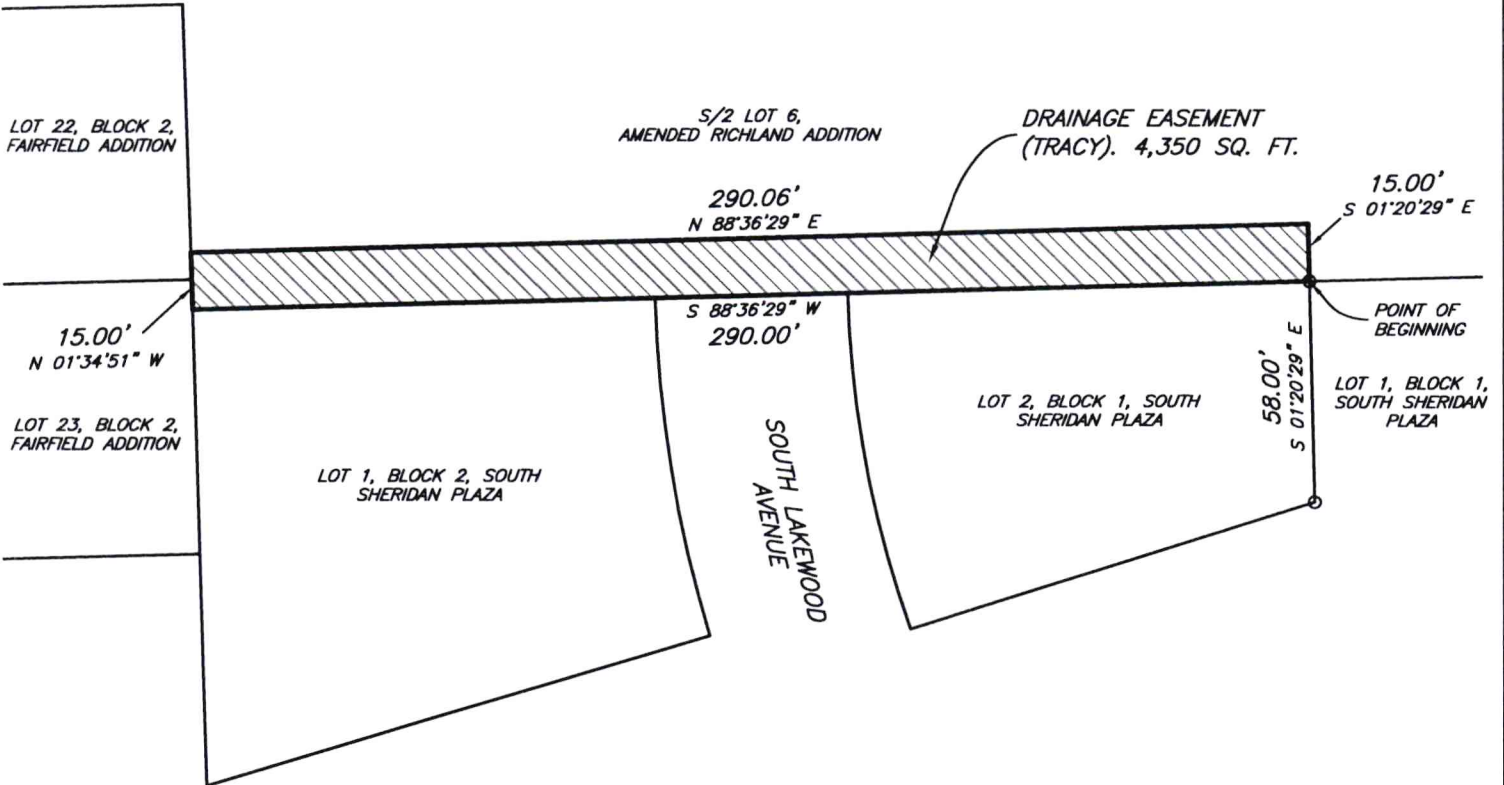 LOT 22, BLOCK 2,
FAIRFIELD ADDITION
S/2 LOT 6,
AMENDED RICHLAND ADDITION
DRAINAGE EASEMENT
(TRACY). 4,350 SQ. FT.
290.06'
N 88°36'29" E
15.00'
S 01°20'29" E
S 88°36'29" W
290.00'
15.00'
N 01°34'51" W
POINT OF
BEGINNING
58.00'
S 01°20'29" E
LOT 1, BLOCK 1,
SOUTH SHERIDAN
PLAZA
LOT 2, BLOCK 1, SOUTH
SHERIDAN PLAZA
LOT 23, BLOCK 2,
FAIRFIELD ADDITION
LOT 1, BLOCK 2, SOUTH
SHERIDAN PLAZA
SOUTH LAKEWOOD
AVENUE